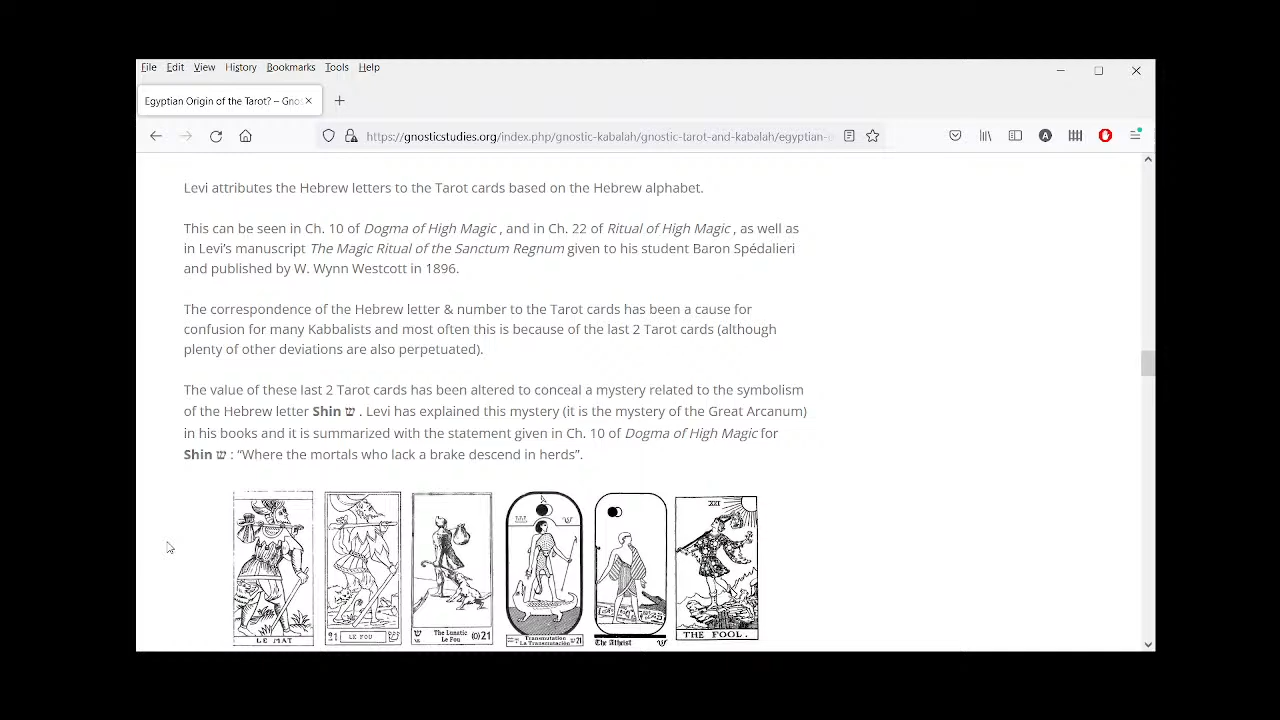 File Edit View History Bookmarks Tools Help
Egyptian Origin of the Tarot? – Gno
https://gnosticstudies.org/index.php/gnostic-kabalah/gnostic-tarot-and-kabalah/egyptian-
Levi attributes the Hebrew letters to the Tarot cards based on the Hebrew alphabet.
This can be seen in Ch. 10 of Dogma of High Magic , and in Ch. 22 of Ritual of High Magic , as well as
in Levi’s manuscript The Magic Ritual of the Sanctum Regnum given to his student Baron Spédalieri
and published by W. Wynn Westcott in 1896.
The correspondence of the Hebrew letter & number to the Tarot cards has been a cause for
confusion for many Kabbalists and most often this is because of the last 2 Tarot cards (although
plenty of other deviations are also perpetuated).
The value of these last 2 Tarot cards has been altered to conceal a mystery related to the symbolism
of the Hebrew letter Shin ש . Levi has explained this mystery (it is the mystery of the Great Arcanum)
in his books and it is summarized with the statement given in Ch. 10 of Dogma of High Magic for
Shin ש : “Where the mortals who lack a brake descend in herds”.
LE MAT
LE FOU
ש The Lunatic (0) 21
Le Fou
Transmutation 21
La Transmutación
The Atheist ש
XXI
THE FOOL.